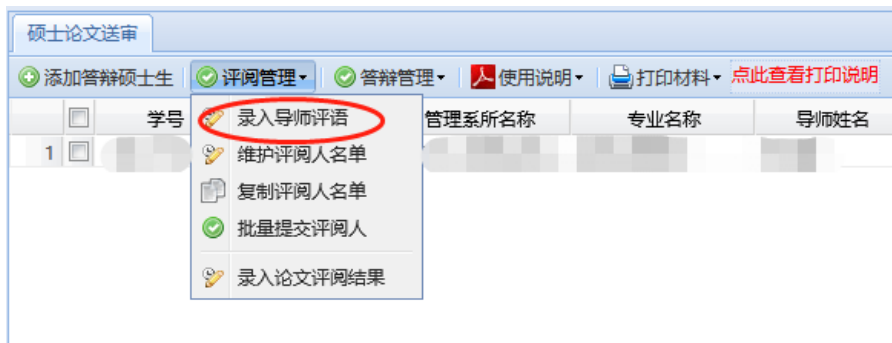 硕士论文送审
添加答辩硕士生 评阅管理 答辩管理 使用说明 打印材料 点此查看打印说明
学号 管理系所名称 专业名称 导师姓名
1
录入导师评语
维护评阅人名单
复制评阅人名单
批量提交评阅人
录入论文评阅结果